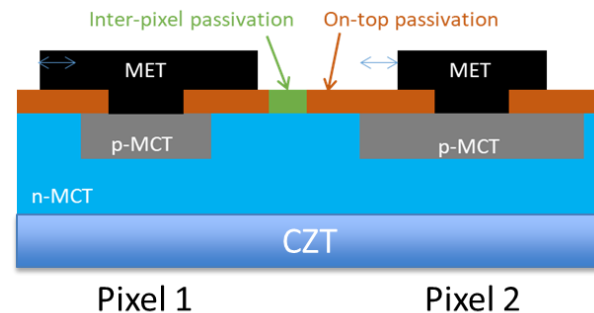 Inter-pixel passivation
On-top passivation
MET
MET
p-MCT
p-MCT
n-MCT
CZT
Pixel 1
Pixel 2